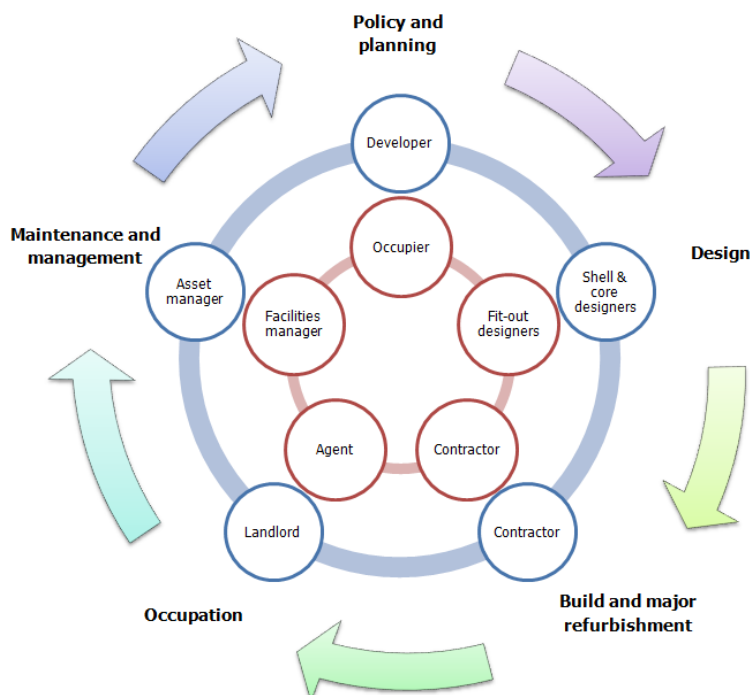 Policy and
planning
Developer
Occupier
Maintenance and
management
Asset
manager
Facilities
manager
Fit-out
designers
Shell &
core
designers
Design
Agent
Contractor
Landlord
Contractor
Occupation
Build and major
refurbishment